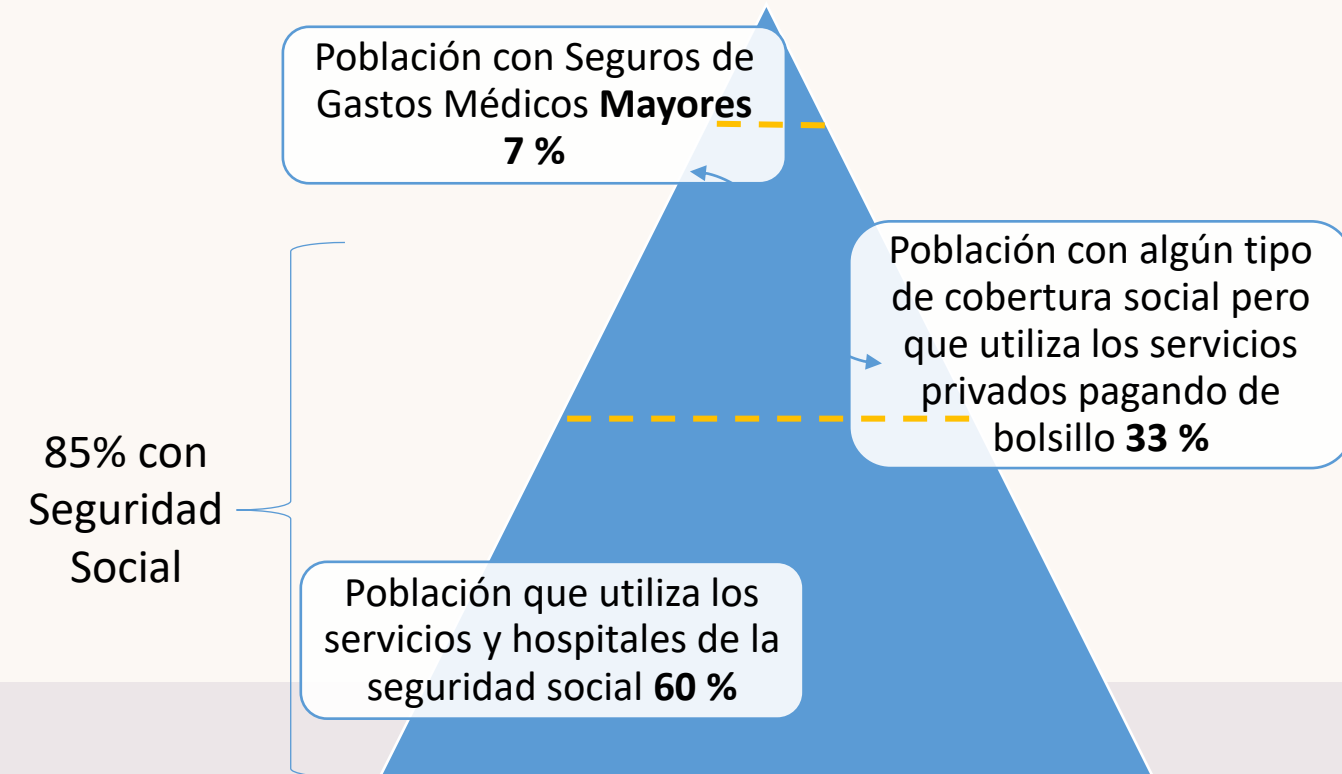 Población con Seguros de
Gastos Médicos Mayores
7 %
Población con algún tipo
de cobertura social pero
que utiliza los servicios
privados pagando de
bolsillo 33 %
85% con
Seguridad
Social
Población que utiliza los
servicios y hospitales de la
seguridad social 60 %